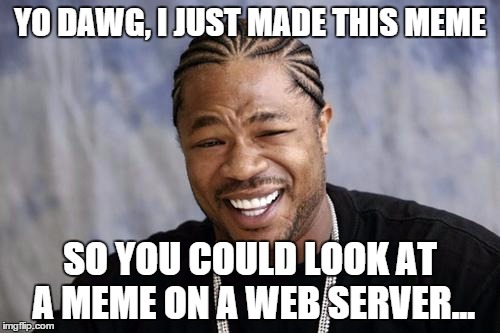 YO DAWG, I JUST MADE THIS MEME
SO YOU COULD LOOK AT
A MEME ON A WEB SERVER...
imgflip.com